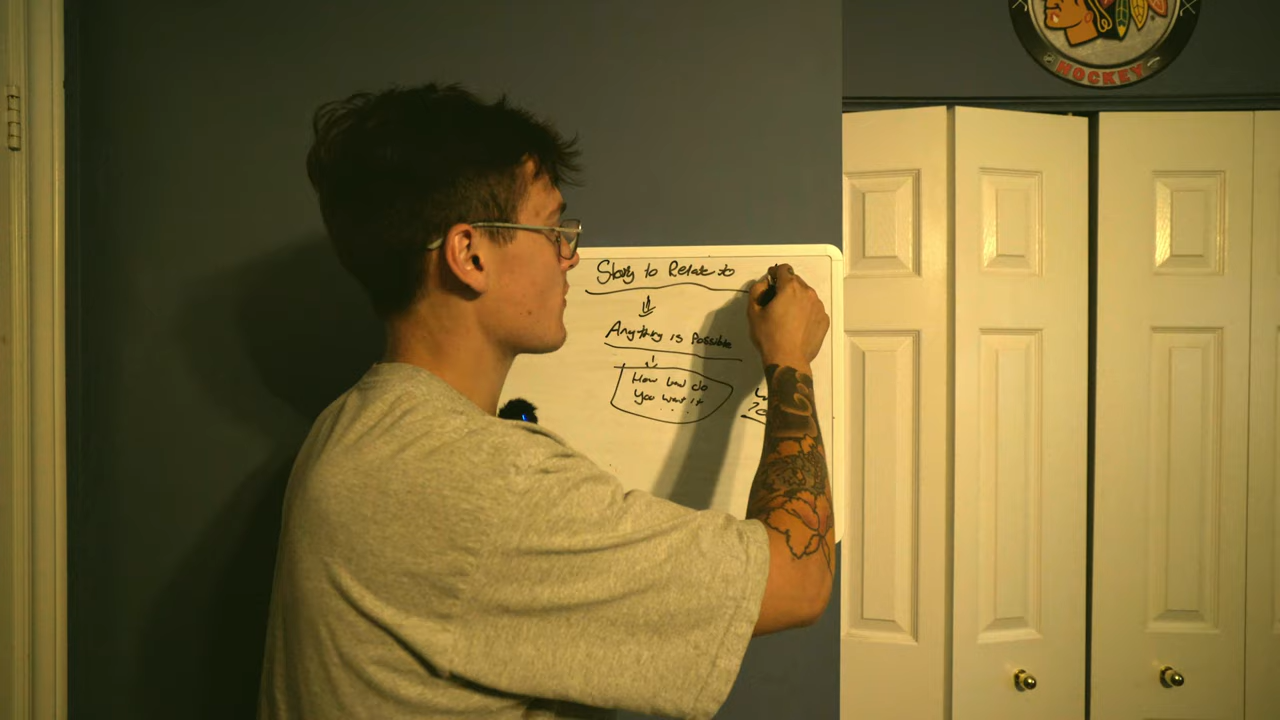 Story to Relate to
Anything is Possible
How bad do
you want it
HOCKEY